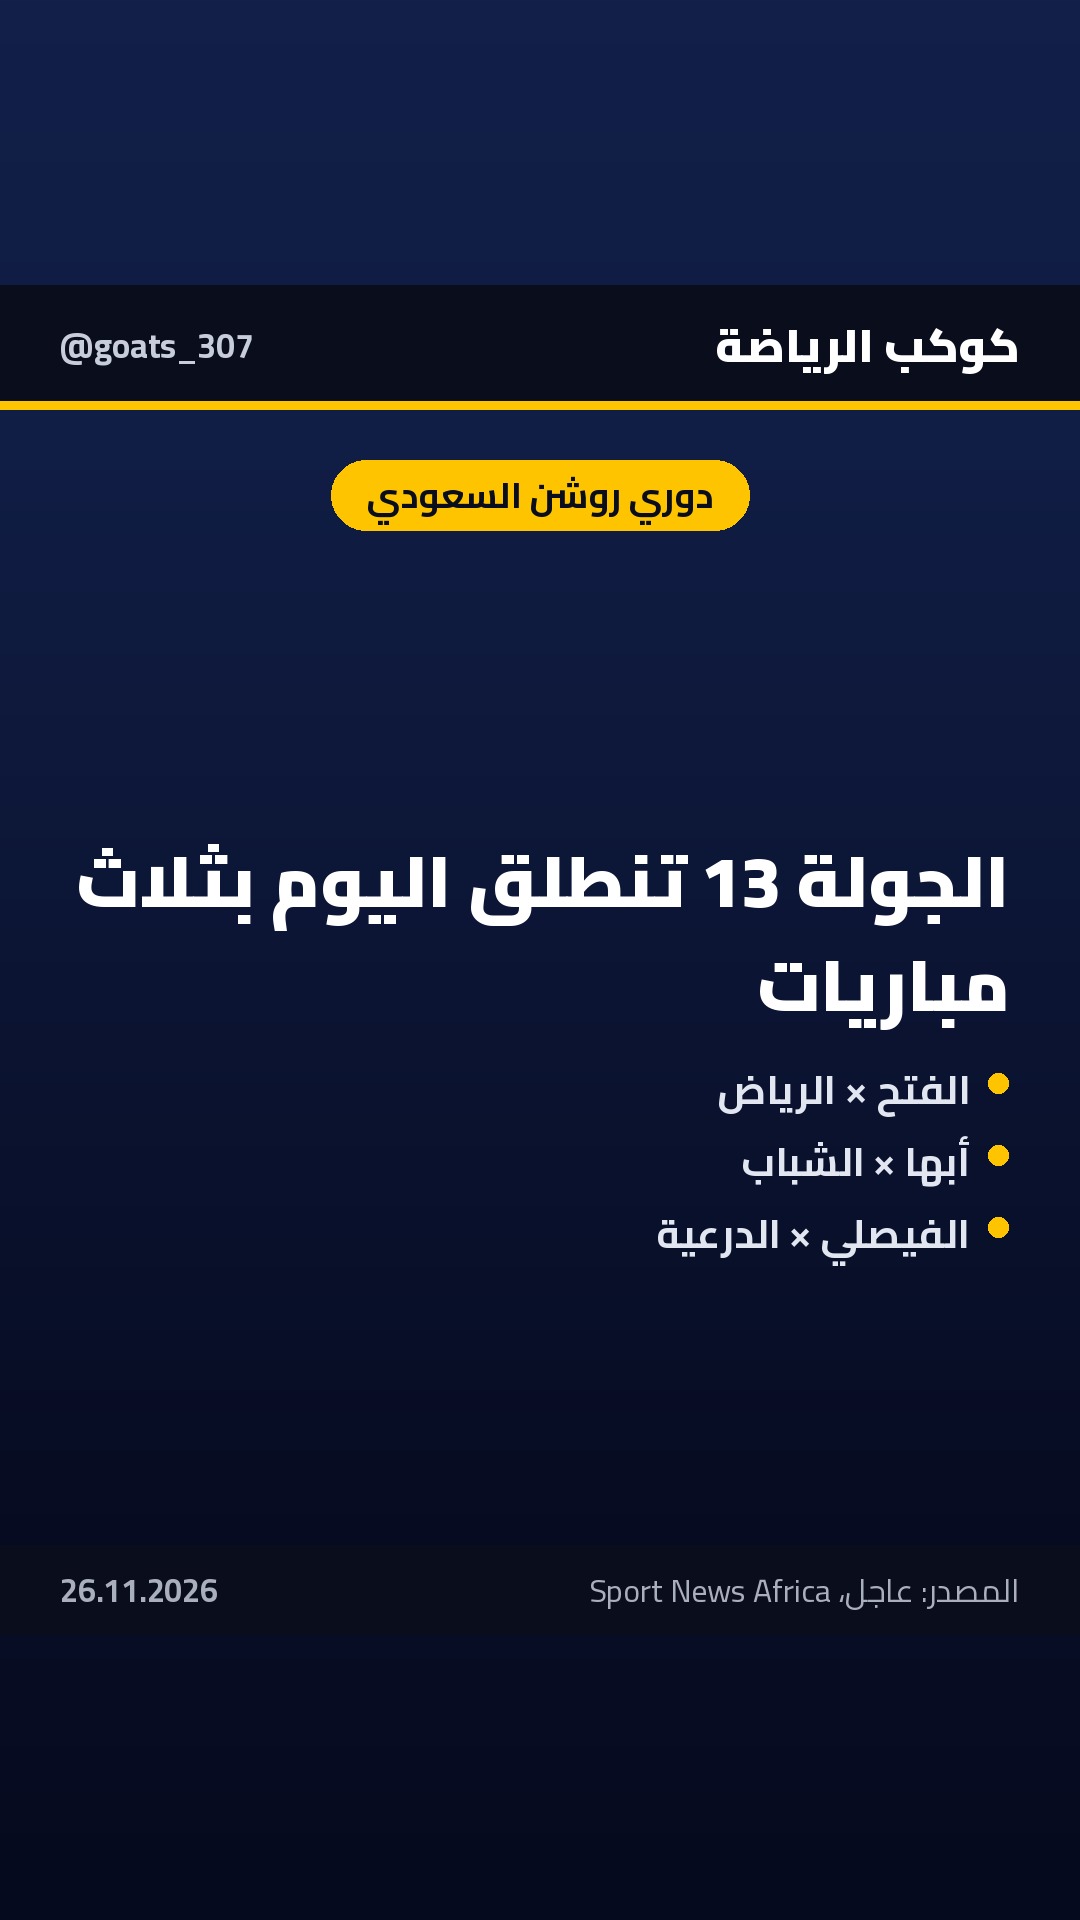 كوكب الرياضة
@goats_307
دوري روشن السعودي
الجولة 13 تنطلق اليوم بثلاث
مباريات
الفتح × الرياض
أبها × الشباب
الفيصلي × الدرعية
المصدر: عاجل، Sport News Africa
26.11.2026